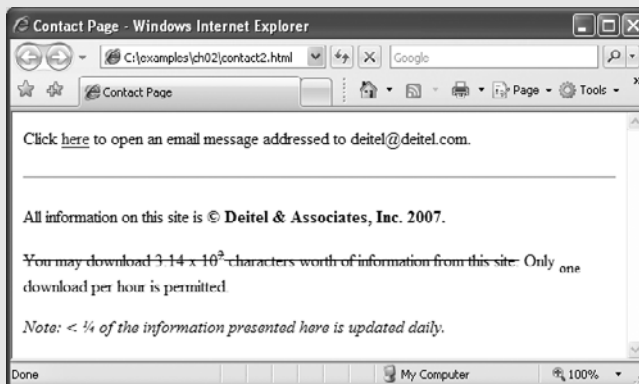 Contact Page - Windows Internet Explorer
C:\examples\ch02\contact2.html
Google
Contact Page
Page
Tools
Click here to open an email message addressed to deitel@deitel.com.
All information on this site is © Deitel & Associates, Inc. 2007.
You may download 3.14 x 10² characters worth of information from this site. Only one
download per hour is permitted.
Note: < ¼ of the information presented here is updated daily.
Done
My Computer
100%